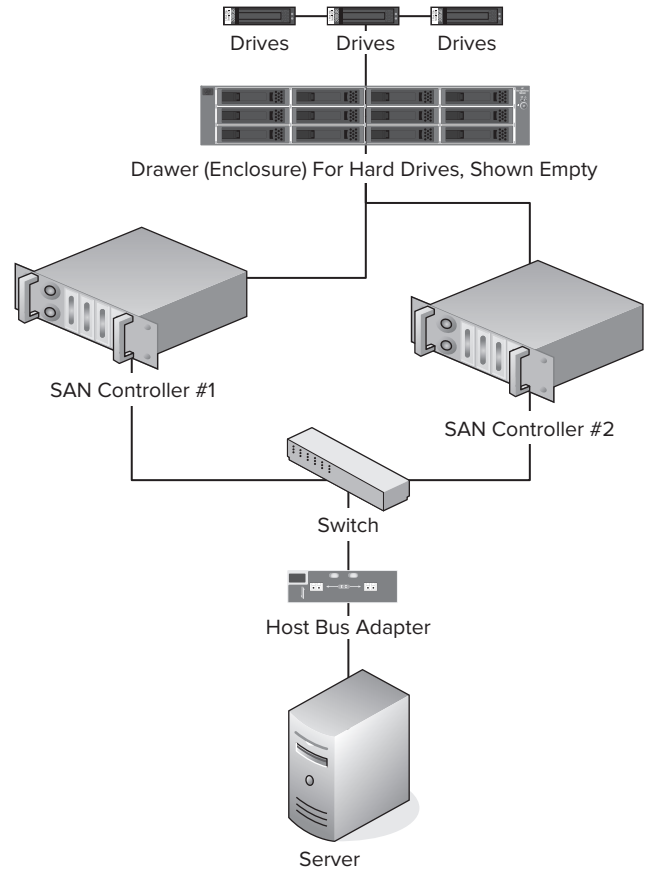 Drives
Drives
Drives
Drawer (Enclosure) For Hard Drives, Shown Empty
SAN Controller #1
SAN Controller #2
Switch
Host Bus Adapter
Server